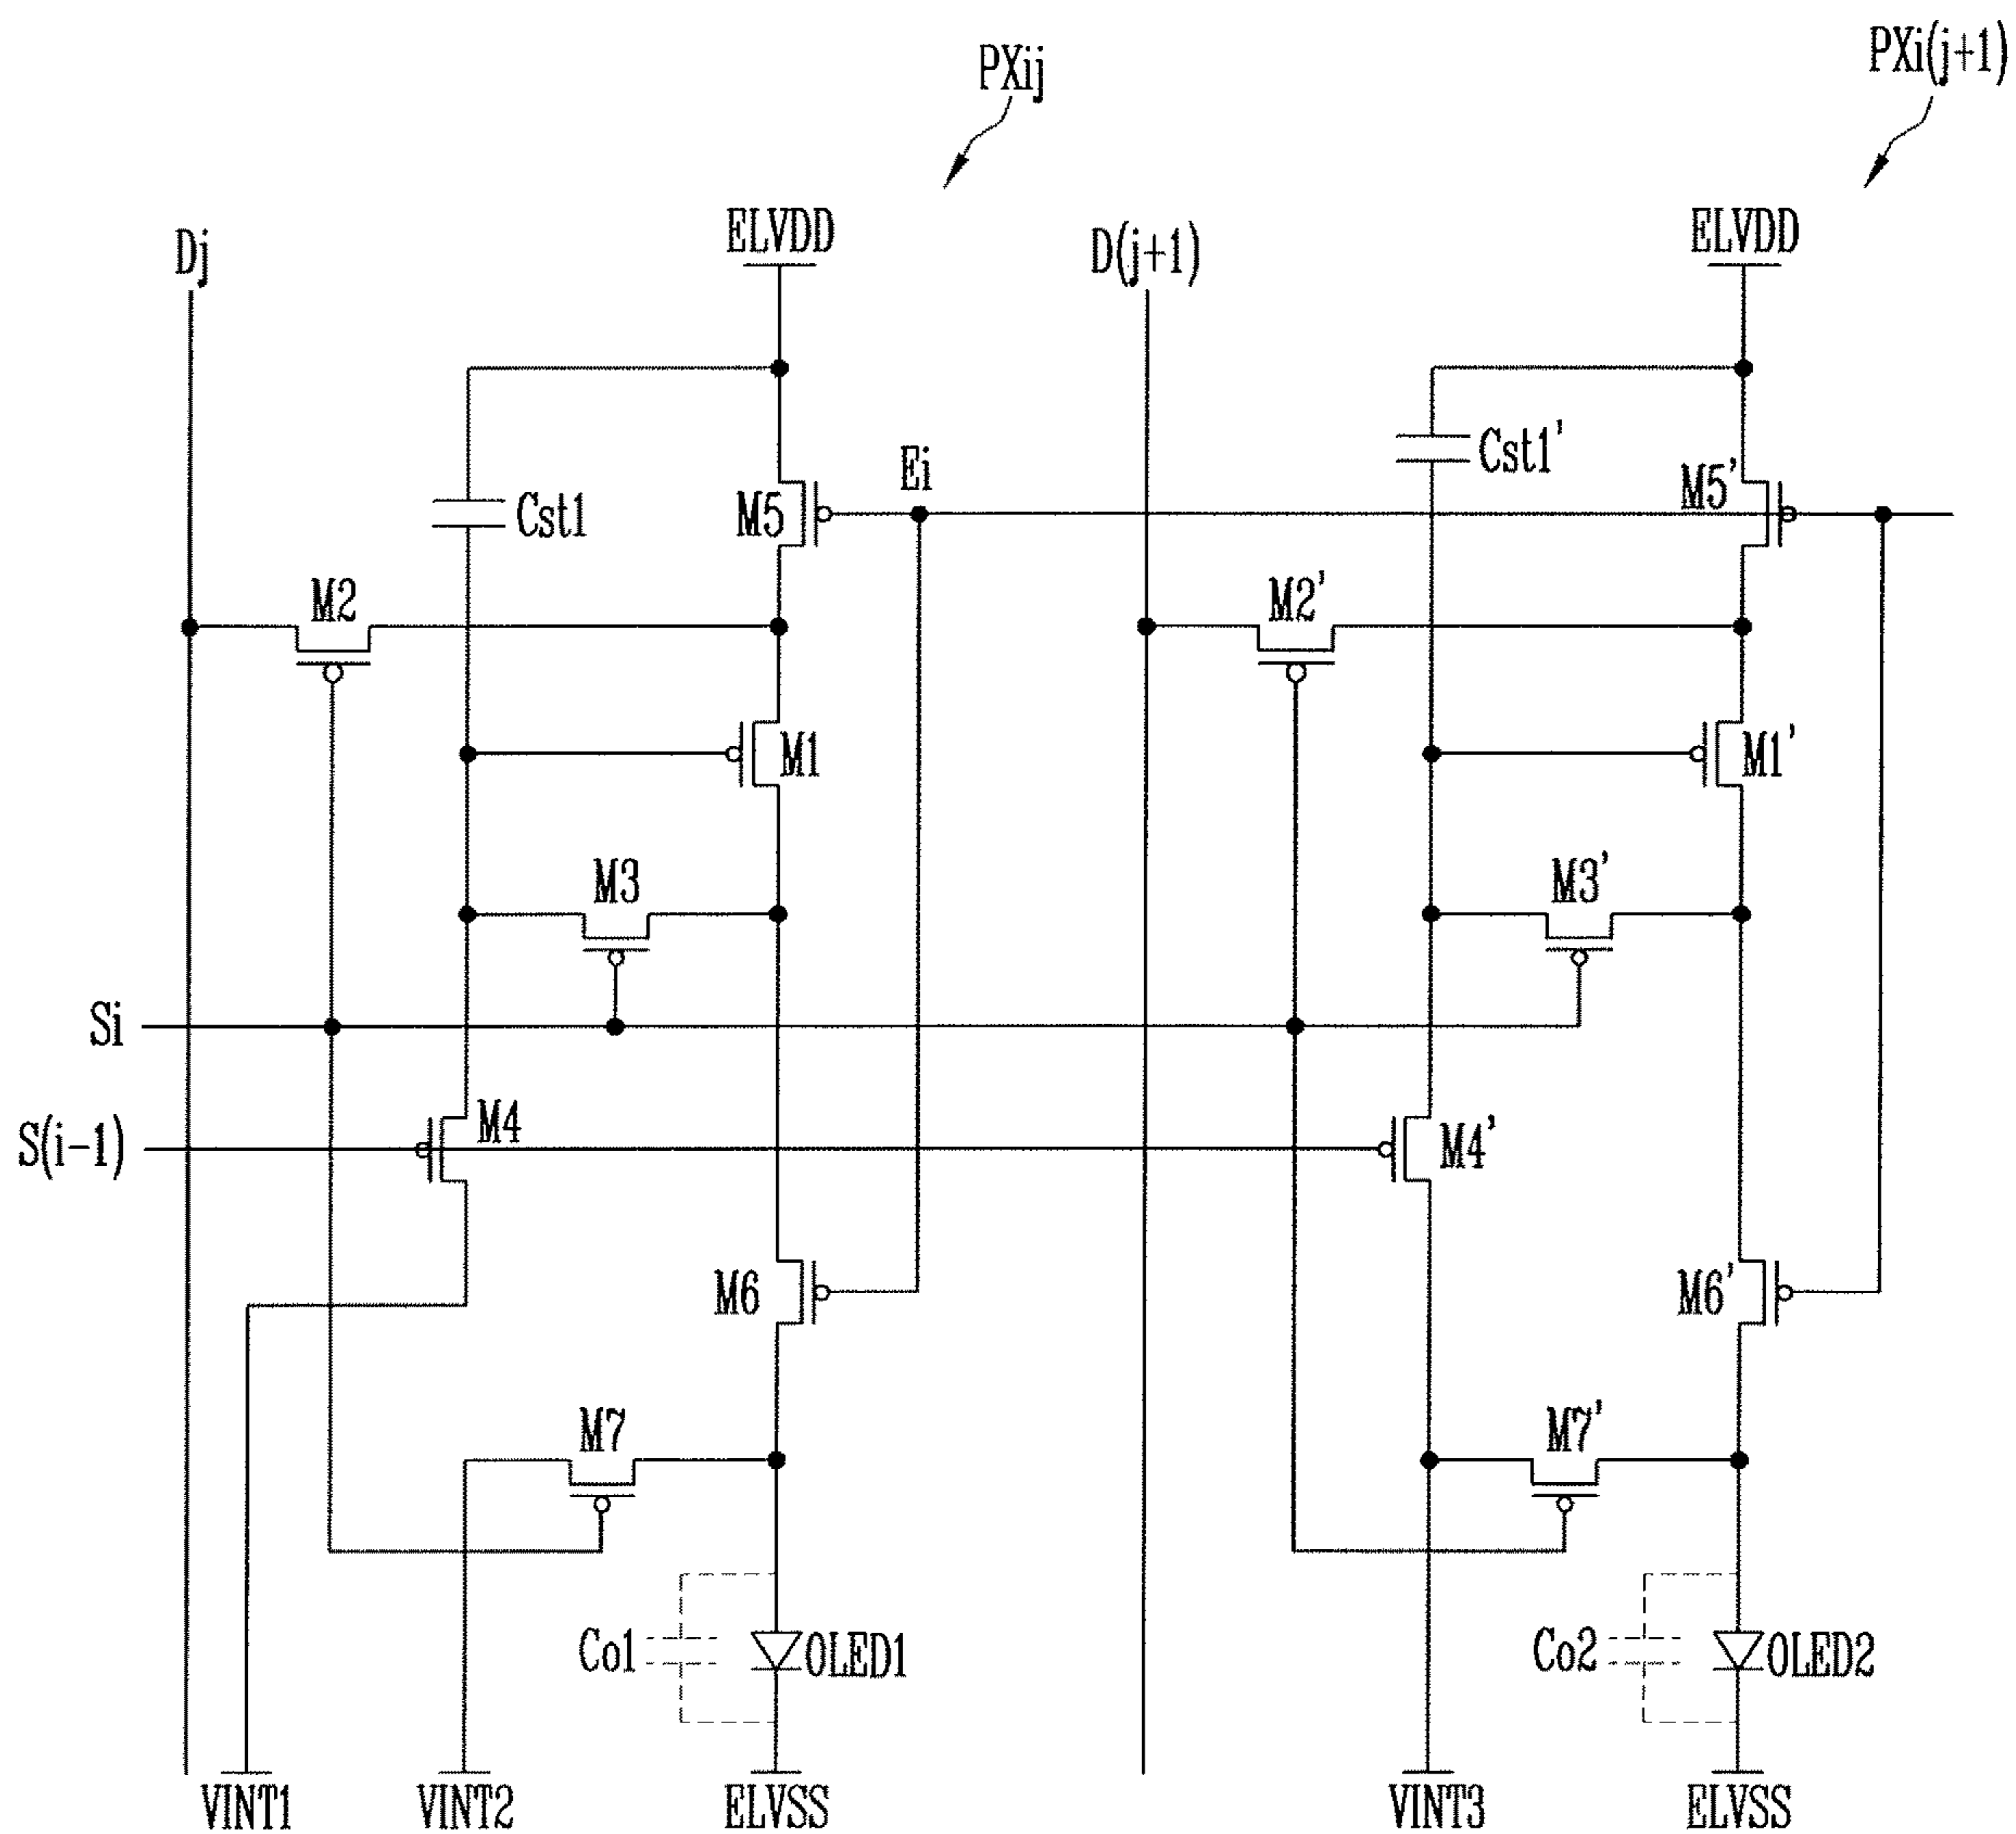 PXij
PXi(j+1)
Dj
ELVDD
D(j+1)
ELVDD
Cst1
M5
Ei
Cst1'
M5'
M2
M2'
M1
M1'
M3
M3'
Si
S(i-1)
M4
M4'
M6
M6'
M7
M7'
Co1
OLED1
Co2
OLED2
VINT1
VINT2
ELVSS
VINT3
ELVSS